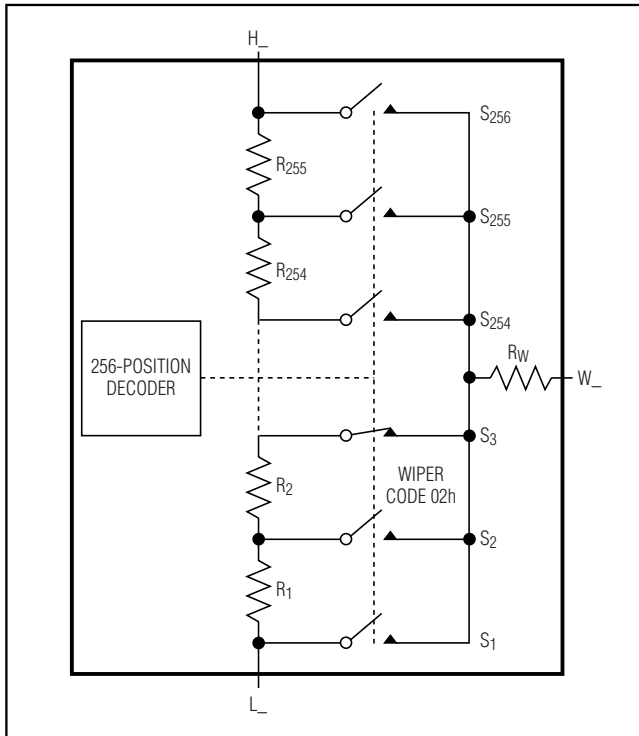 H_
S256
R255
S255
R254
S254
256-POSITION
DECODER
RW
W_
S3
R2
WIPER
CODE 02h
S2
R1
S1
L_